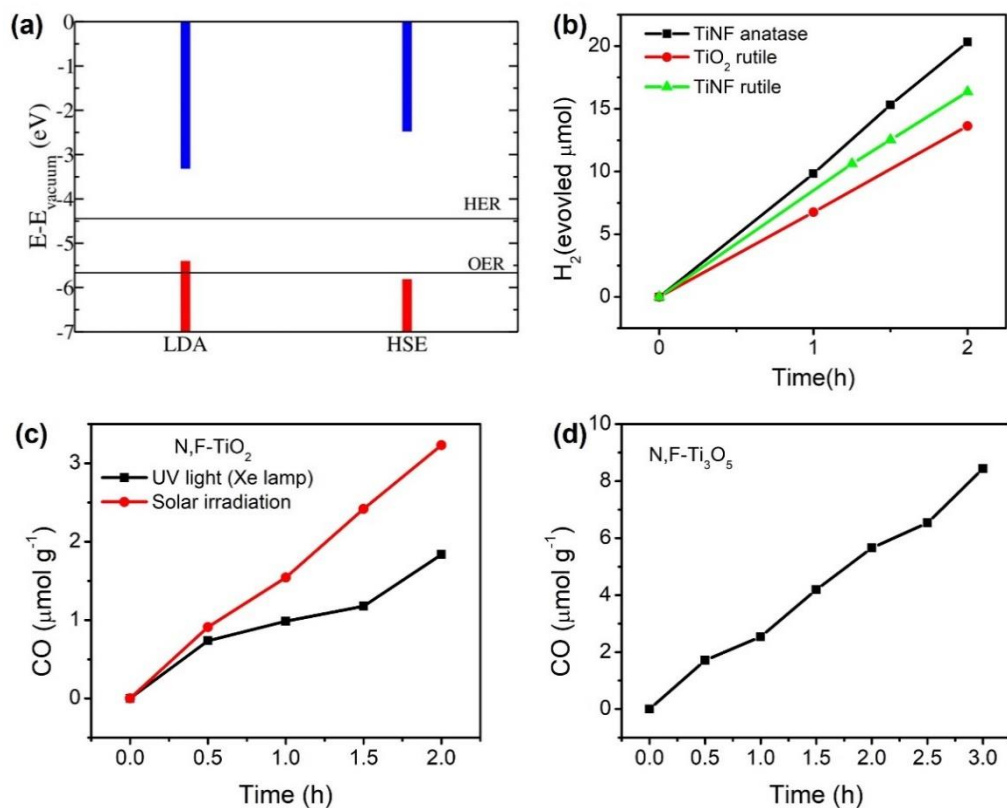 (a)
E-E_vacuum (eV)
0
-1
-2
-3
-4
-5
-6
-7
HER
OER
LDA
HSE
(b)
TiNF anatase
TiO₂ rutile
TiNF rutile
H₂(evovled μmol)
20
15
10
5
0
0
1
2
Time(h)
(c)
N,F-TiO₂
UV light (Xe lamp)
Solar irradiation
CO (μmol g⁻¹)
3
2
1
0
0.0
0.5
1.0
1.5
2.0
Time (h)
(d)
N,F-Ti₃O₅
CO (μmol g⁻¹)
10
8
6
4
2
0
0.0
0.5
1.0
1.5
2.0
2.5
3.0
Time (h)